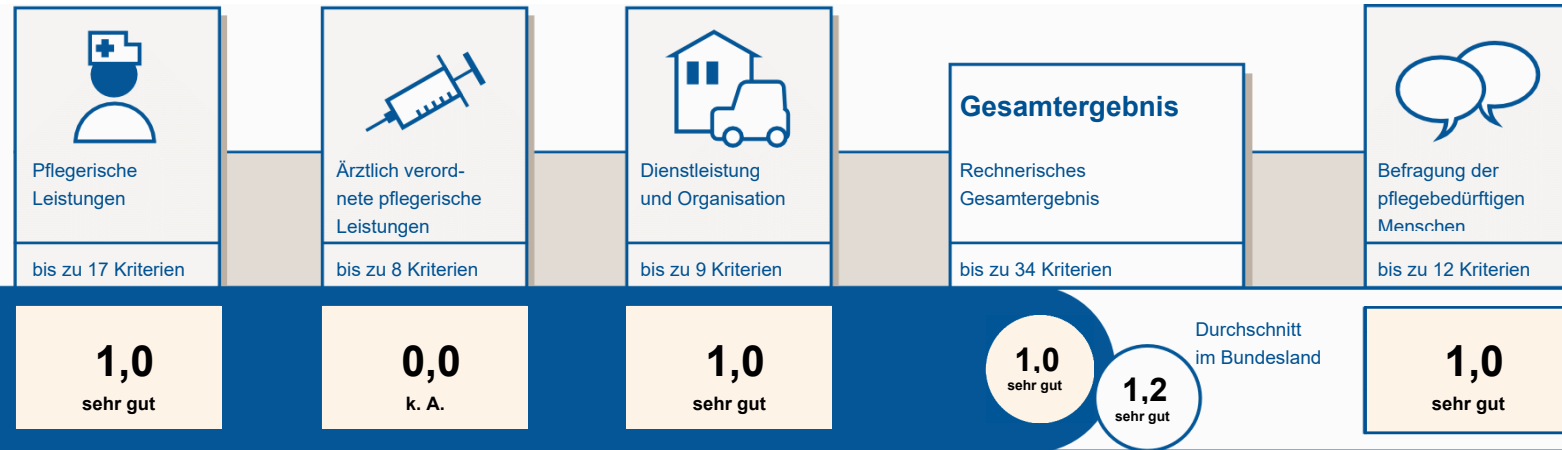 Pflegerische
Leistungen
bis zu 17 Kriterien
1,0
sehr gut
Ärztlich verord-
nete pflegerische
Leistungen
bis zu 8 Kriterien
0,0
k. A.
Dienstleistung
und Organisation
bis zu 9 Kriterien
1,0
sehr gut
Gesamtergebnis
Rechnerisches
Gesamtergebnis
bis zu 34 Kriterien
1,0
sehr gut
1,2
sehr gut
Durchschnitt
im Bundesland
Befragung der
pflegebedürftigen
Menschen
bis zu 12 Kriterien
1,0
sehr gut